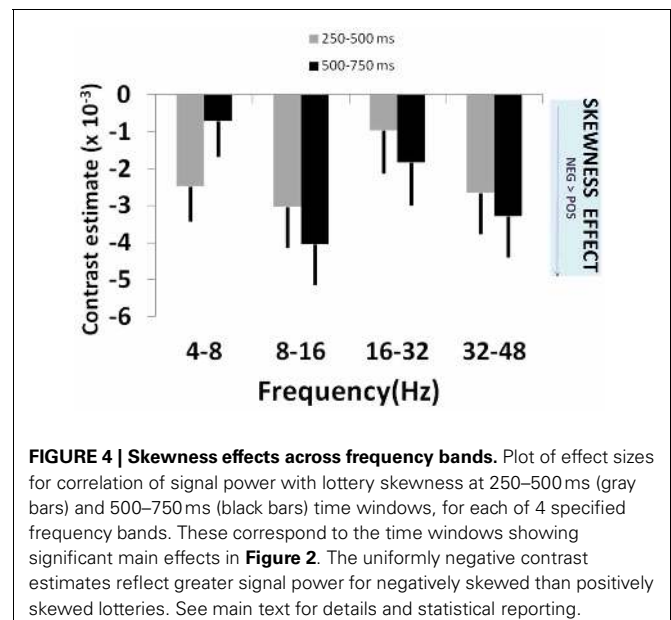 250-500 ms
500-750 ms
0
-1
-2
-3
-4
-5
-6
Contrast estimate (x 10⁻³)
4-8 8-16 16-32 32-48
Frequency(Hz)
SKEWNESS EFFECT
NEG > POS
FIGURE 4 | Skewness effects across frequency bands. Plot of effect sizes
for correlation of signal power with lottery skewness at 250–500 ms (gray
bars) and 500–750 ms (black bars) time windows, for each of 4 specified
frequency bands. These correspond to the time windows showing
significant main effects in Figure 2. The uniformly negative contrast
estimates reflect greater signal power for negatively skewed than positively
skewed lotteries. See main text for details and statistical reporting.